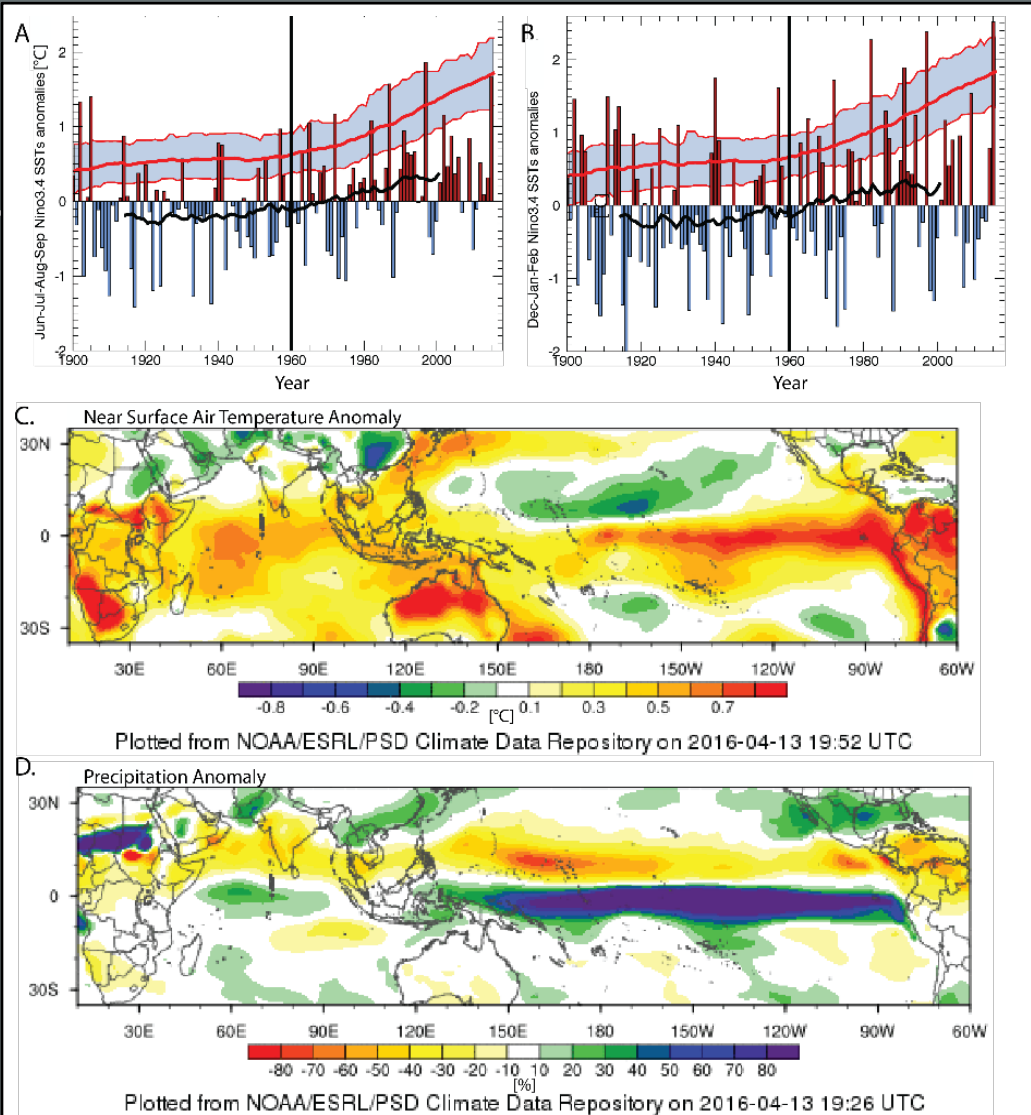 A
B
Jun-Jul-Aug-Sep Nino3.4 SSTs anomalies [°C]
2
1
0
-1
-2
1900 1920 1940 1960 1980 2000
Year
Dec-Jan-Feb Nino3.4 SSTs anomalies
2
1
0
-1
-2
1900 1920 1940 1960 1980 2000
Year
C.
Near Surface Air Temperature Anomaly
30N
0
30S
30E 60E 90E 120E 150E 180 150W 120W 90W 60W
-0.8 -0.6 -0.4 -0.2 0.1 0.3 0.5 0.7
[°C]
Plotted from NOAA/ESRL/PSD Climate Data Repository on 2016-04-13 19:52 UTC
D.
Precipitation Anomaly
30N
0
30S
30E 60E 90E 120E 150E 180 150W 120W 90W 60W
-80 -70 -60 -50 -40 -30 -20 -10 10 20 30 40 50 60 70 80
[%]
Plotted from NOAA/ESRL/PSD Climate Data Repository on 2016-04-13 19:26 UTC